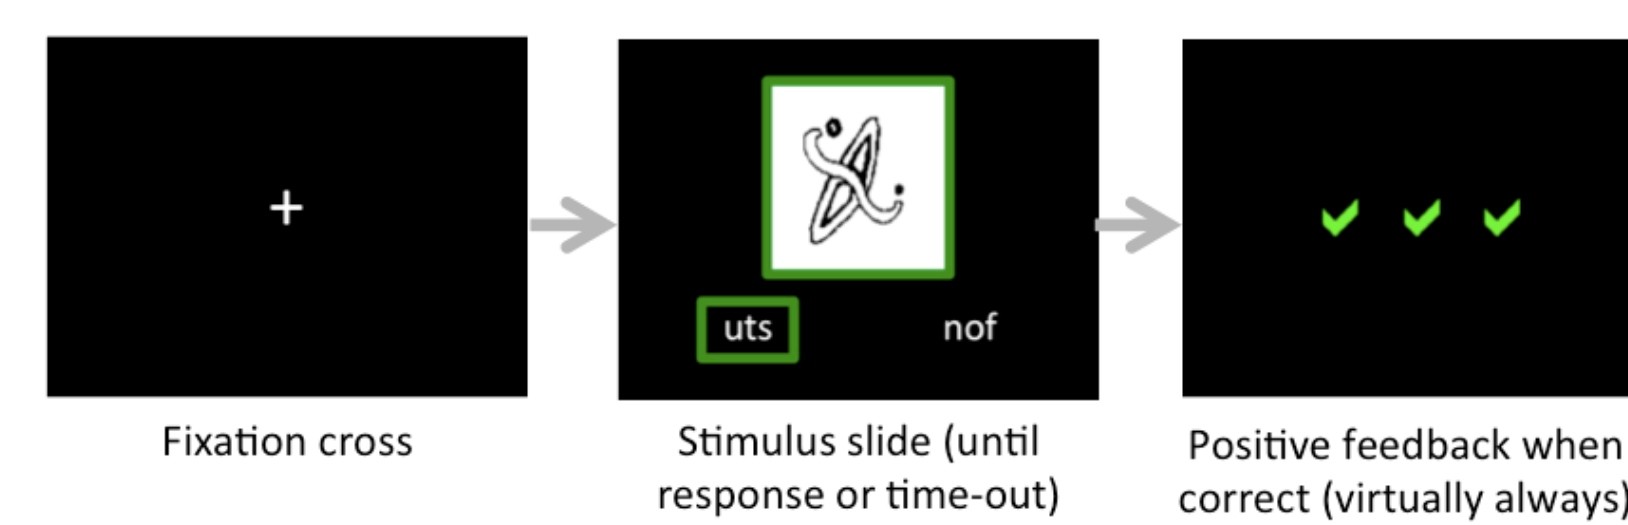 +
uts nof
Fixation cross
Stimulus slide (until
response or time-out)
Positive feedback when
correct (virtually always)